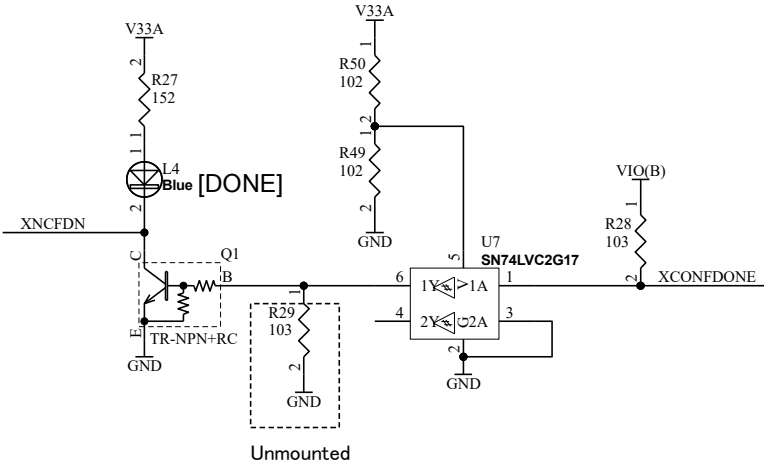 V33A
V33A
2
R27
152
1
1
L4
Blue [DONE]
2
XNCFDN
1
R50
102
2
1
R49
102
2
GND
VIO(B)
1
R28
103
2
U7
SN74LVC2G17
5
C
Q1
B
6
1Y
V
1A
1
XCONFDONE
4
2Y
G
2A
3
2
GND
E
TR-NPN+RC
GND
1
R29
103
2
GND
Unmounted